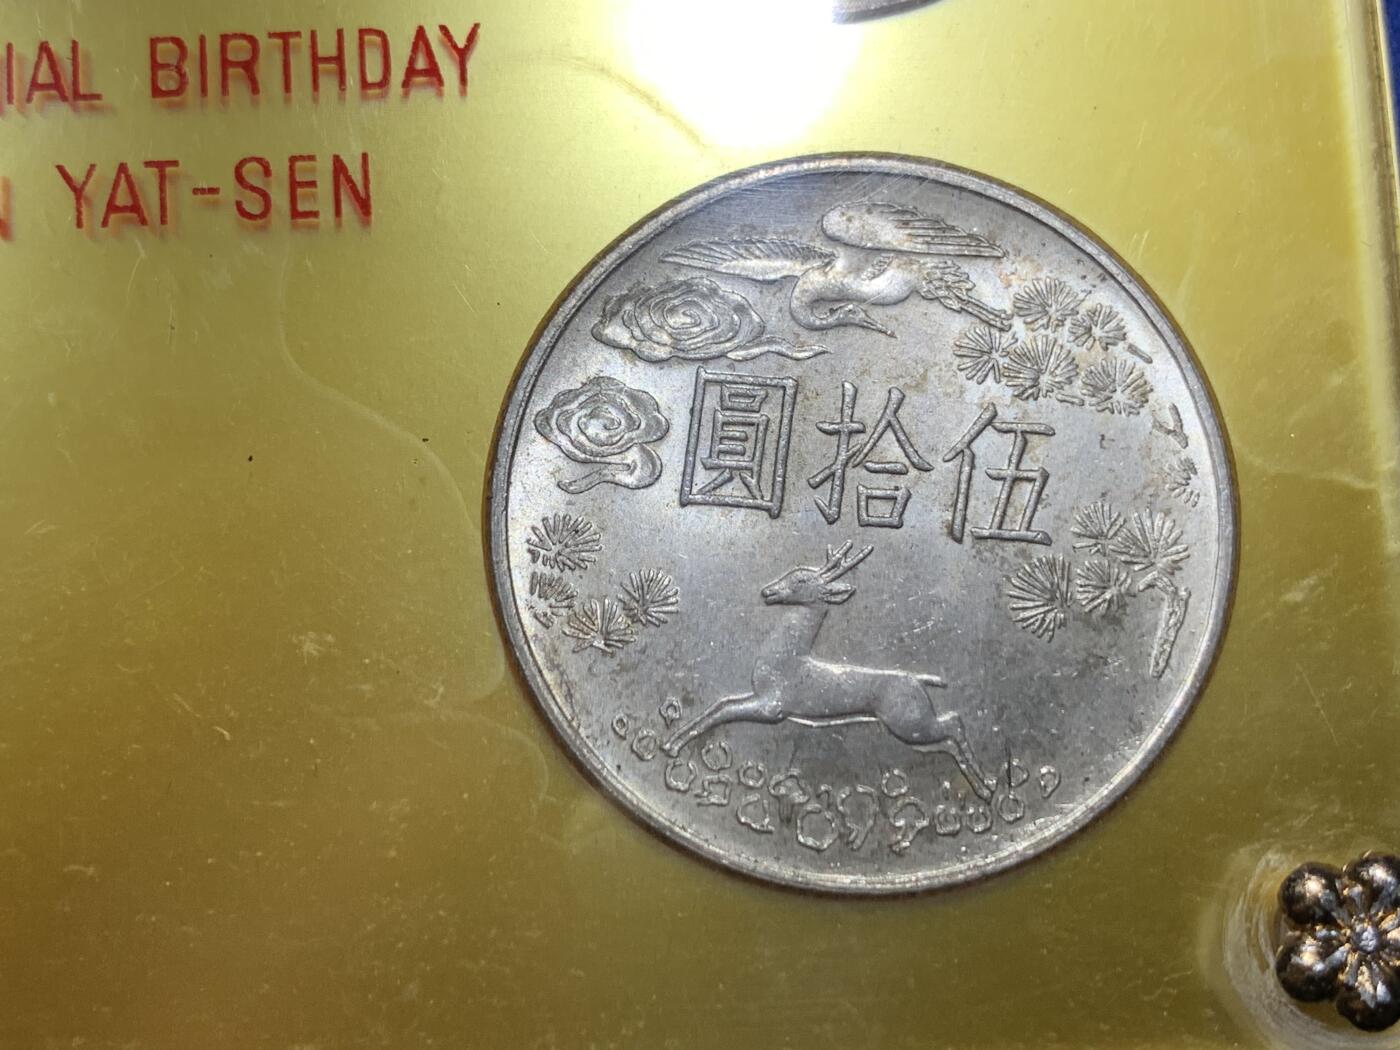 IAL BIRTHDAY
YAT-SEN
圓拾伍